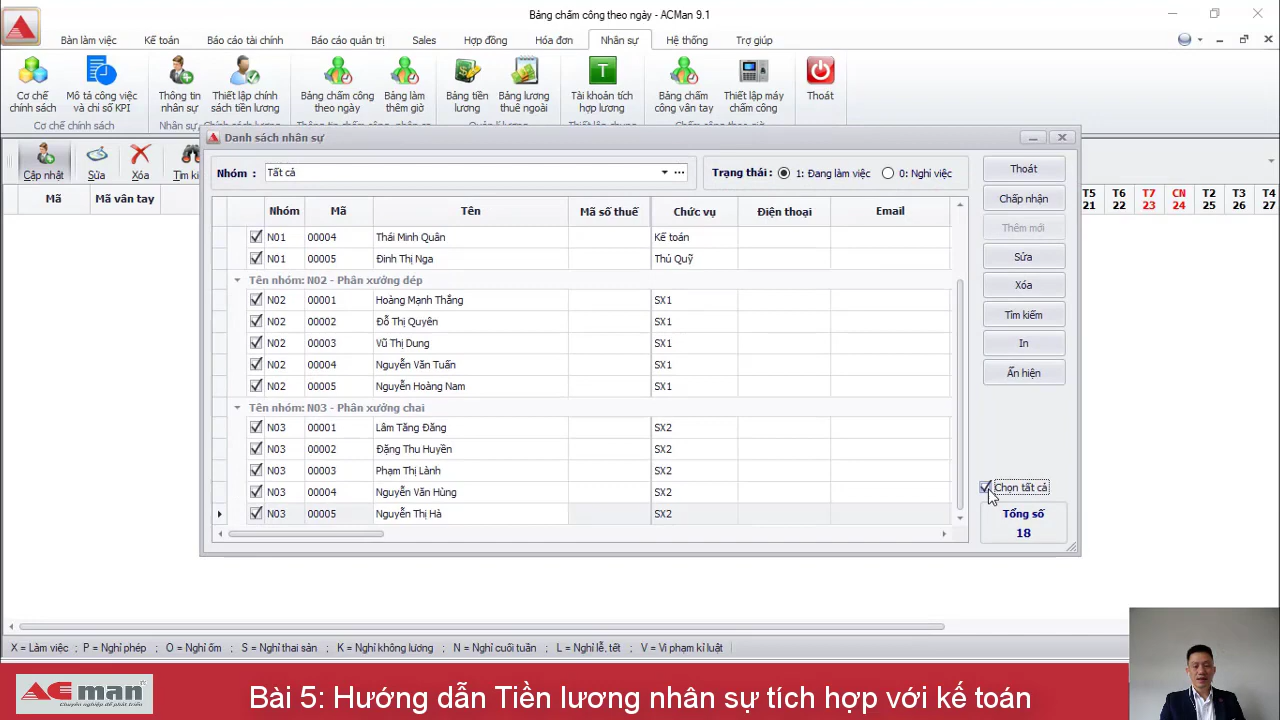 Bảng chấm công theo ngày - ACMan 9.1
Bàn làm việc Kế toán Báo cáo tài chính Báo cáo quản trị Sales Hợp đồng Hóa đơn Nhân sự Hệ thống Trợ giúp
Cơ chế chính sách
Mô tả công việc và chỉ số KPI
Thông tin nhân sự
Thiết lập chính sách tiền lương
Bảng chấm công theo ngày
Bảng làm thêm giờ
Bảng tiền lương
Bảng lương thuê ngoài
Tài khoản tích hợp lương
Bảng chấm công vân tay
Thiết lập máy chấm công
Thoát
Cơ chế chính sách
Cập nhật Sửa Xóa
Mã Mã vân tay
T5 T6 T7 CN T2 T3 T4
21 22 23 24 25 26 27
Danh sách nhân sự
Nhóm : Tất cả
Trạng thái: 1: Đang làm việc 0: Nghỉ việc
Nhóm Mã Tên Mã số thuế Chức vụ Điện thoại Email
N01 00004 Thái Minh Quân Kế toán
N01 00005 Đinh Thị Nga Thủ Quỹ
Tên nhóm: N02 - Phân xưởng dép
N02 00001 Hoàng Mạnh Thắng SX1
N02 00002 Đỗ Thị Quyên SX1
N02 00003 Vũ Thị Dung SX1
N02 00004 Nguyễn Văn Tuấn SX1
N02 00005 Nguyễn Hoàng Nam SX1
Tên nhóm: N03 - Phân xưởng chai
N03 00001 Lâm Tăng Đăng SX2
N03 00002 Đặng Thu Huyền SX2
N03 00003 Phạm Thị Lành SX2
N03 00004 Nguyễn Văn Hùng SX2
N03 00005 Nguyễn Thị Hà SX2
Thoát
Chấp nhận
Thêm mới
Sửa
Xóa
Tìm kiếm
In
Ẩn hiện
Chọn tất cả
Tổng số
18
X = Làm việc ; P = Nghỉ phép ; O = Nghỉ ốm ; S = Nghỉ thai sản ; K = Nghỉ không lương ; N = Nghỉ cuối tuần ; L = Nghỉ lễ, tết ; V = Vi phạm kỉ luật ;
ACman
Chuyên nghiệp để phát triển
Bài 5: Hướng dẫn Tiền lương nhân sự tích hợp với kế toán